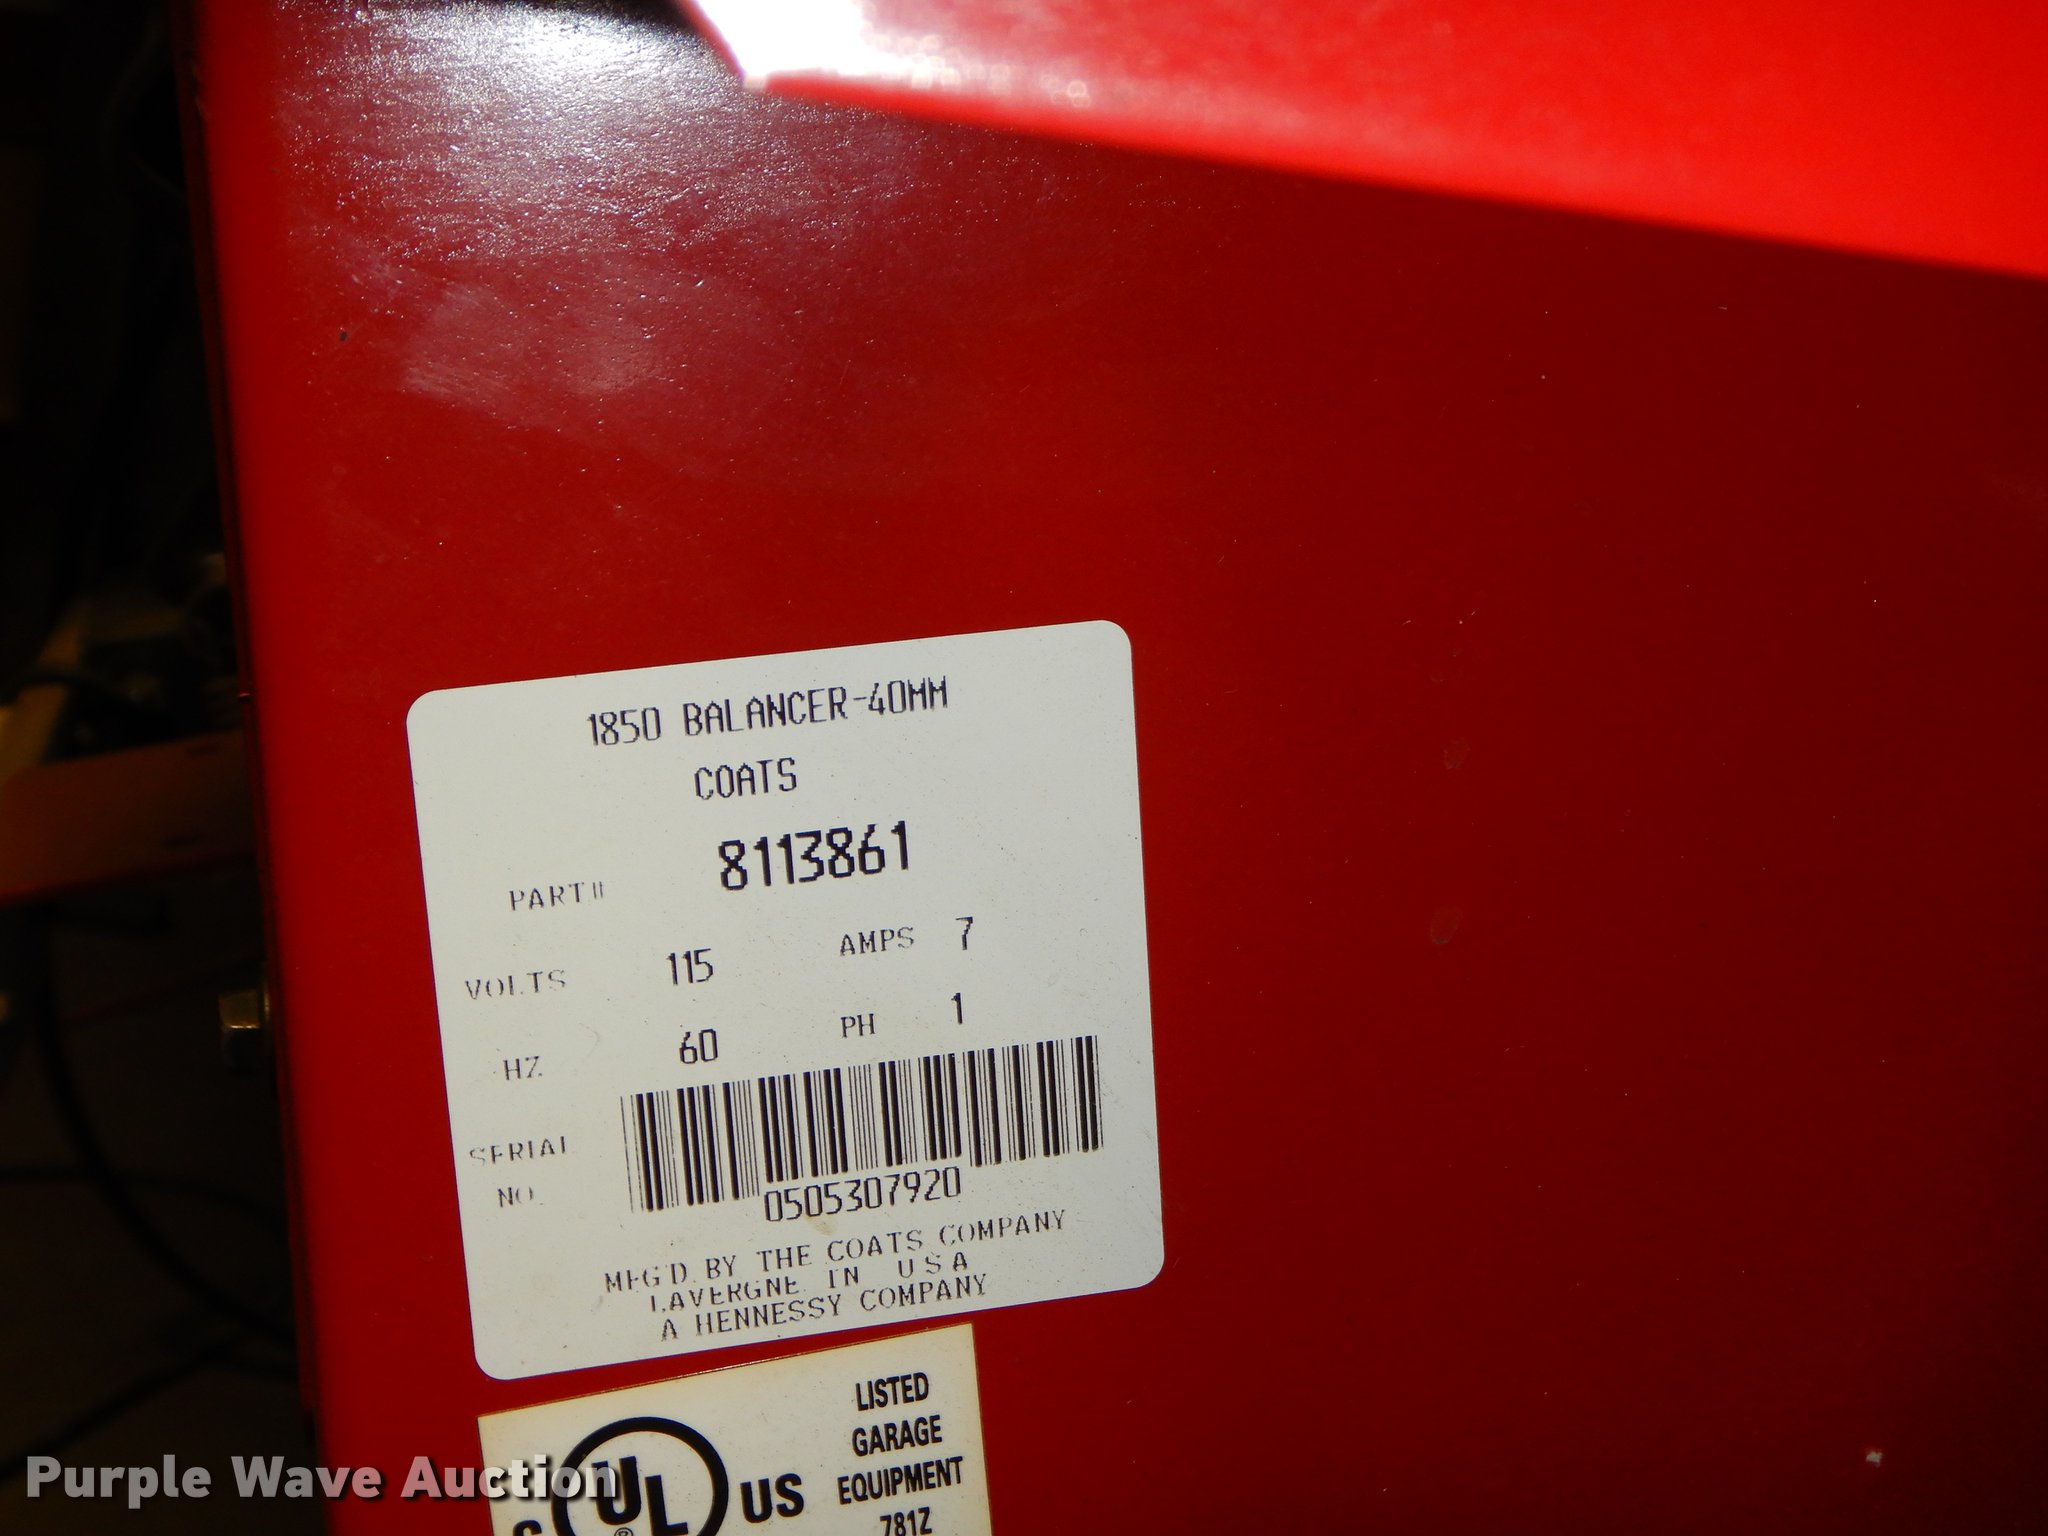 1850 BALANCER-40MM
COATS
PART# 8113861
VOLTS 115 AMPS 7
HZ 60 PH 1
SERIAL
NO. 0505307920
MFG'D. BY THE COATS COMPANY
LAVERGNE TN USA
A HENNESSY COMPANY
LISTED
GARAGE
EQUIPMENT
781Z
C UL ® US
Purple Wave Auction